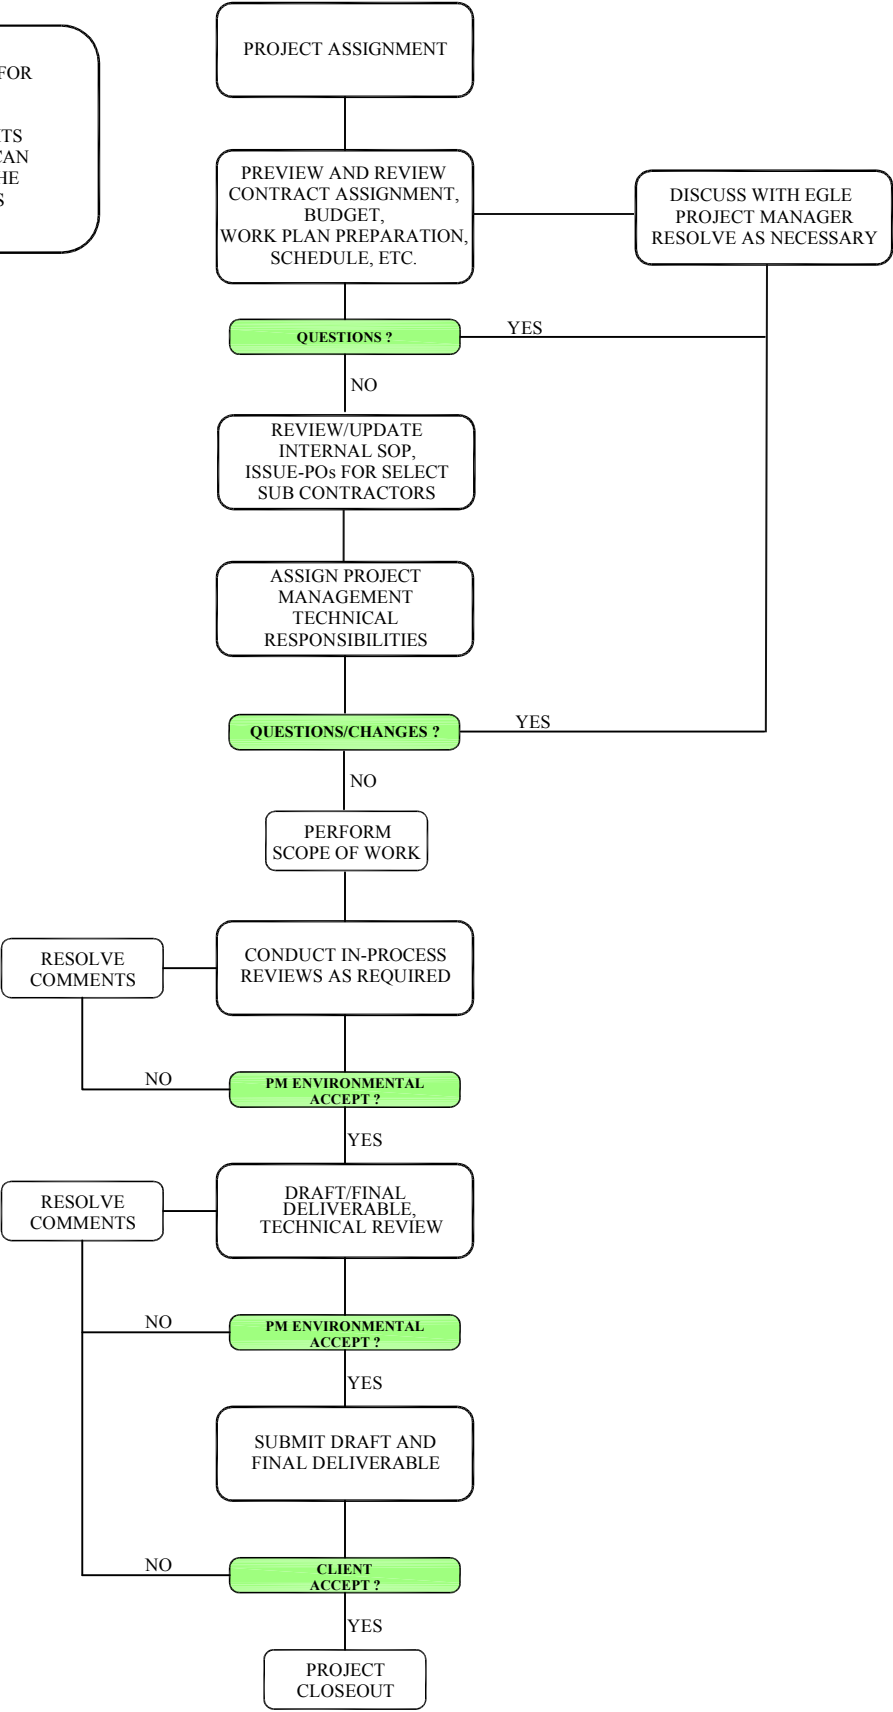 PROJECT ASSIGNMENT
FOR
CAN
PREVIEW AND REVIEW
CONTRACT ASSIGNMENT,
BUDGET,
WORK PLAN PREPARATION,
SCHEDULE, ETC.
DISCUSS WITH EGLE
PROJECT MANAGER
RESOLVE AS NECESSARY
QUESTIONS ?
YES
NO
REVIEW/UPDATE
INTERNAL SOP,
ISSUE-POs FOR SELECT
SUB CONTRACTORS
ASSIGN PROJECT
MANAGEMENT
TECHNICAL
RESPONSIBILITIES
QUESTIONS/CHANGES ?
YES
NO
PERFORM
SCOPE OF WORK
CONDUCT IN-PROCESS
REVIEWS AS REQUIRED
RESOLVE
COMMENTS
NO
PM ENVIRONMENTAL
ACCEPT ?
YES
DRAFT/FINAL
DELIVERABLE,
TECHNICAL REVIEW
RESOLVE
COMMENTS
NO
PM ENVIRONMENTAL
ACCEPT ?
YES
SUBMIT DRAFT AND
FINAL DELIVERABLE
NO
CLIENT
ACCEPT ?
YES
PROJECT
CLOSEOUT